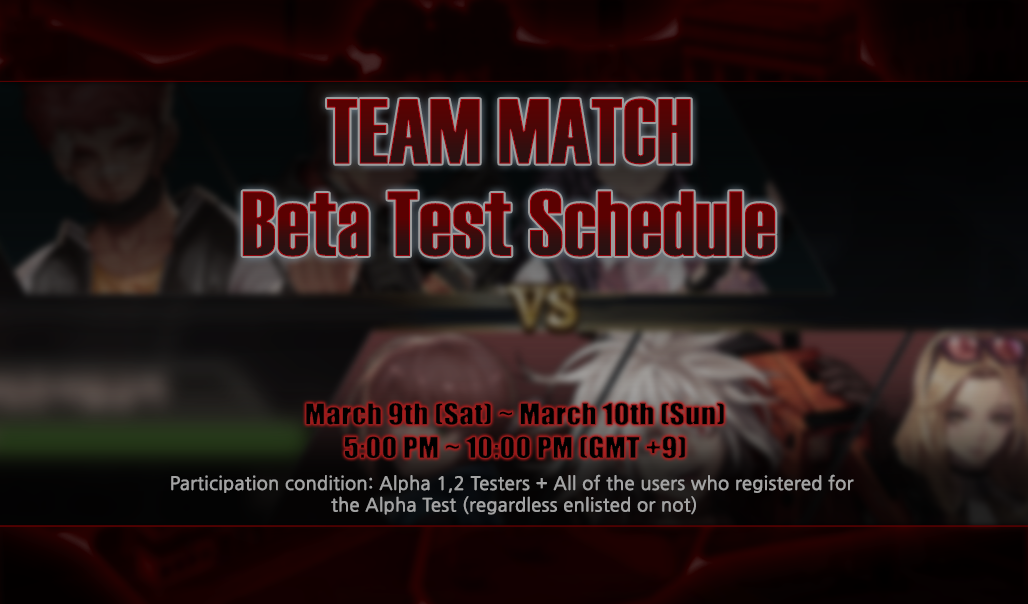 TEAM MATCH
Beta Test Schedule
VS
March 9th (Sat) ~ March 10th (Sun)
5:00 PM ~ 10:00 PM (GMT +9)
Participation condition: Alpha 1,2 Testers + All of the users who registered for
the Alpha Test (regardless enlisted or not)